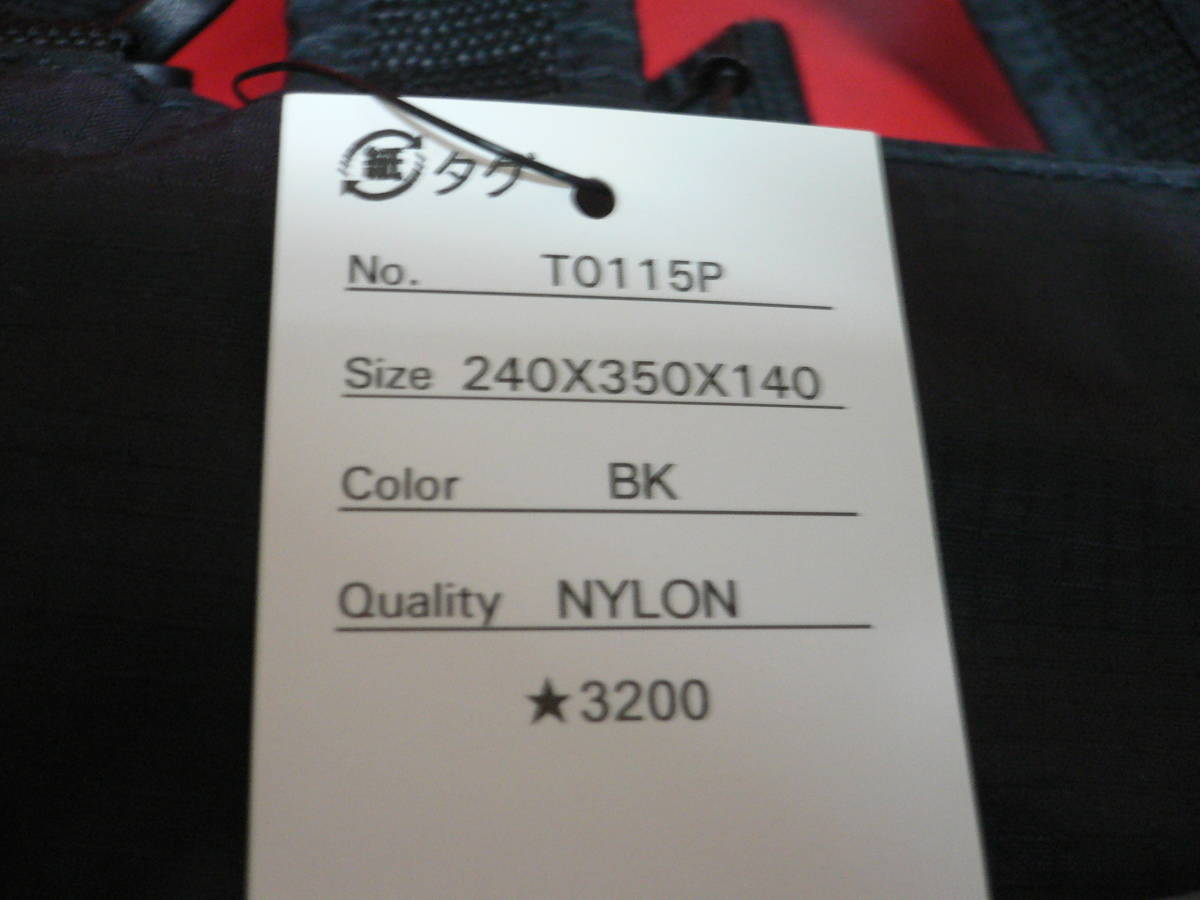 紙 タグ
No. T0115P
Size 240X350X140
Color BK
Quality NYLON
★3200